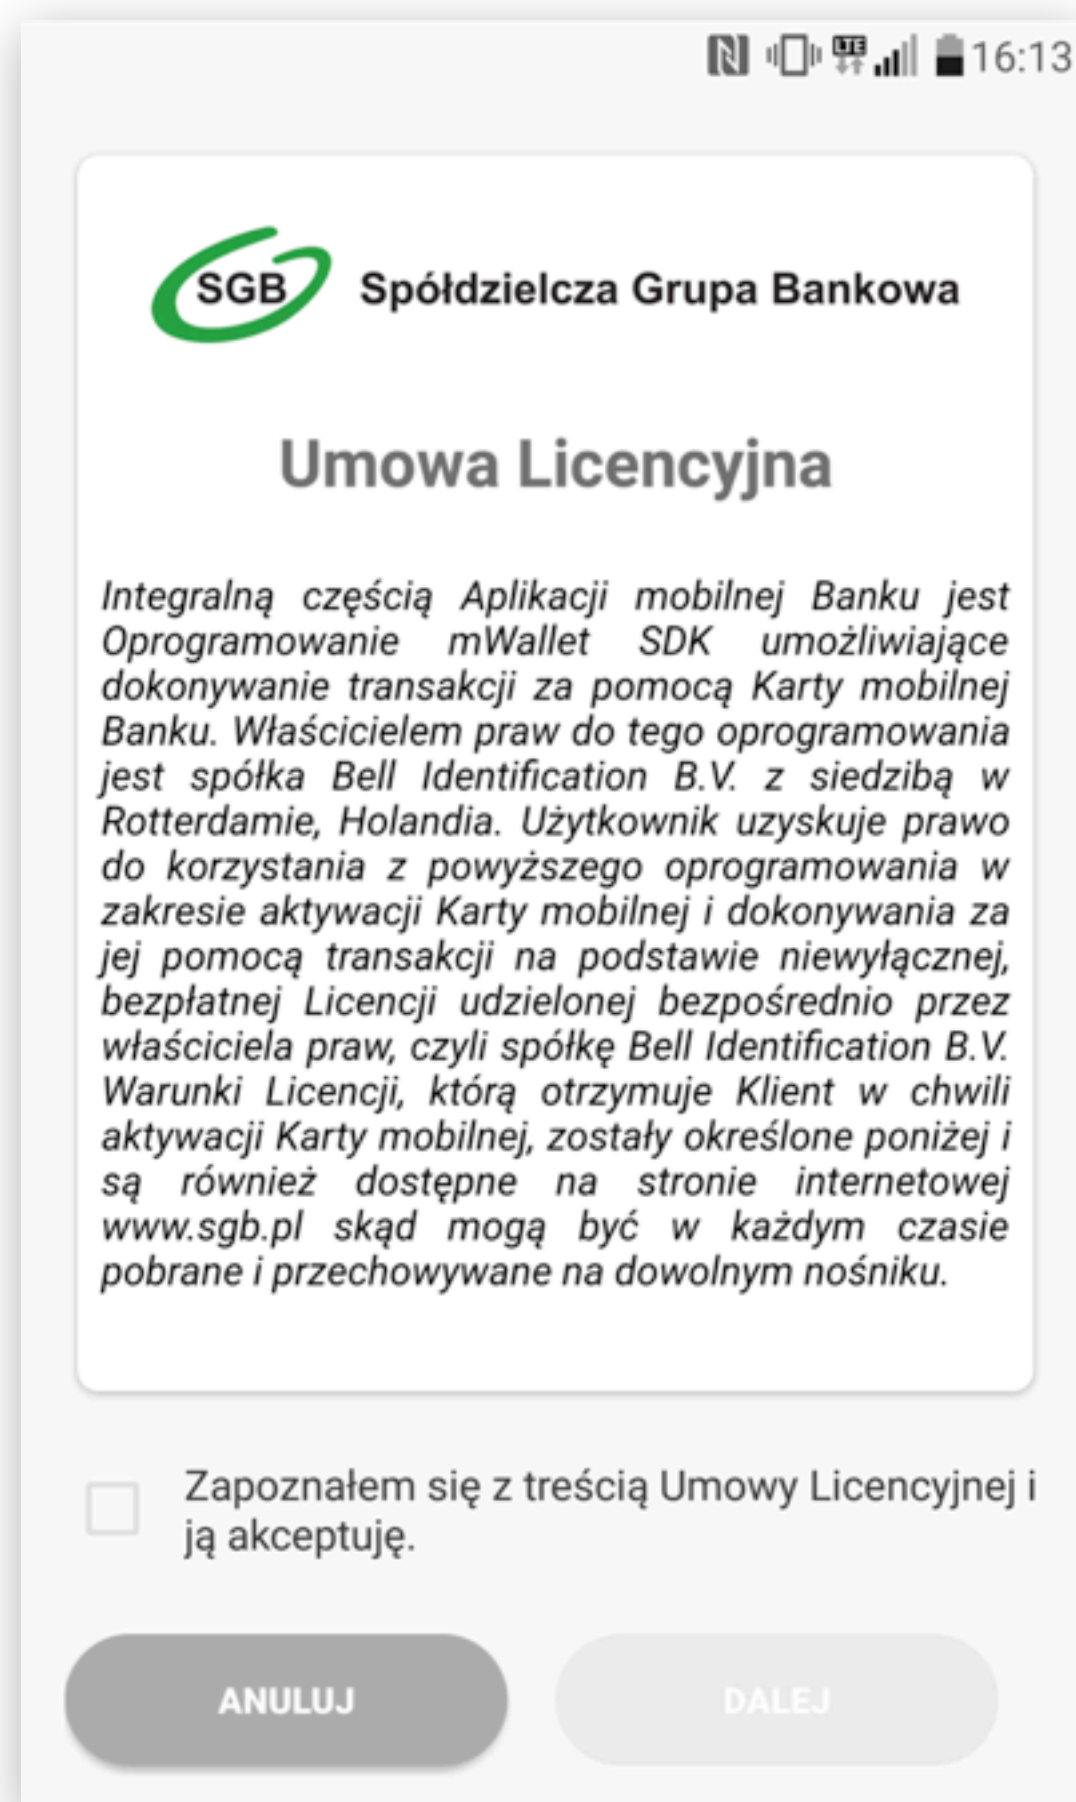 LTE 16:13
SGB Spółdzielcza Grupa Bankowa
Umowa Licencyjna
Integralną częścią Aplikacji mobilnej Banku jest
Oprogramowanie mWallet SDK umożliwiające
dokonywanie transakcji za pomocą Karty mobilnej
Banku. Właścicielem praw do tego oprogramowania
jest spółka Bell Identification B.V. z siedzibą w
Rotterdamie, Holandia. Użytkownik uzyskuje prawo
do korzystania z powyższego oprogramowania w
zakresie aktywacji Karty mobilnej i dokonywania za
jej pomocą transakcji na podstawie niewyłącznej,
bezpłatnej Licencji udzielonej bezpośrednio przez
właściciela praw, czyli spółkę Bell Identification B.V.
Warunki Licencji, którą otrzymuje Klient w chwili
aktywacji Karty mobilnej, zostały określone poniżej i
są również dostępne na stronie internetowej
www.sgb.pl skąd mogą być w każdym czasie
pobrane i przechowywane na dowolnym nośniku.
Zapoznałem się z treścią Umowy Licencyjnej i
ją akceptuję.
ANULUJ DALEJ